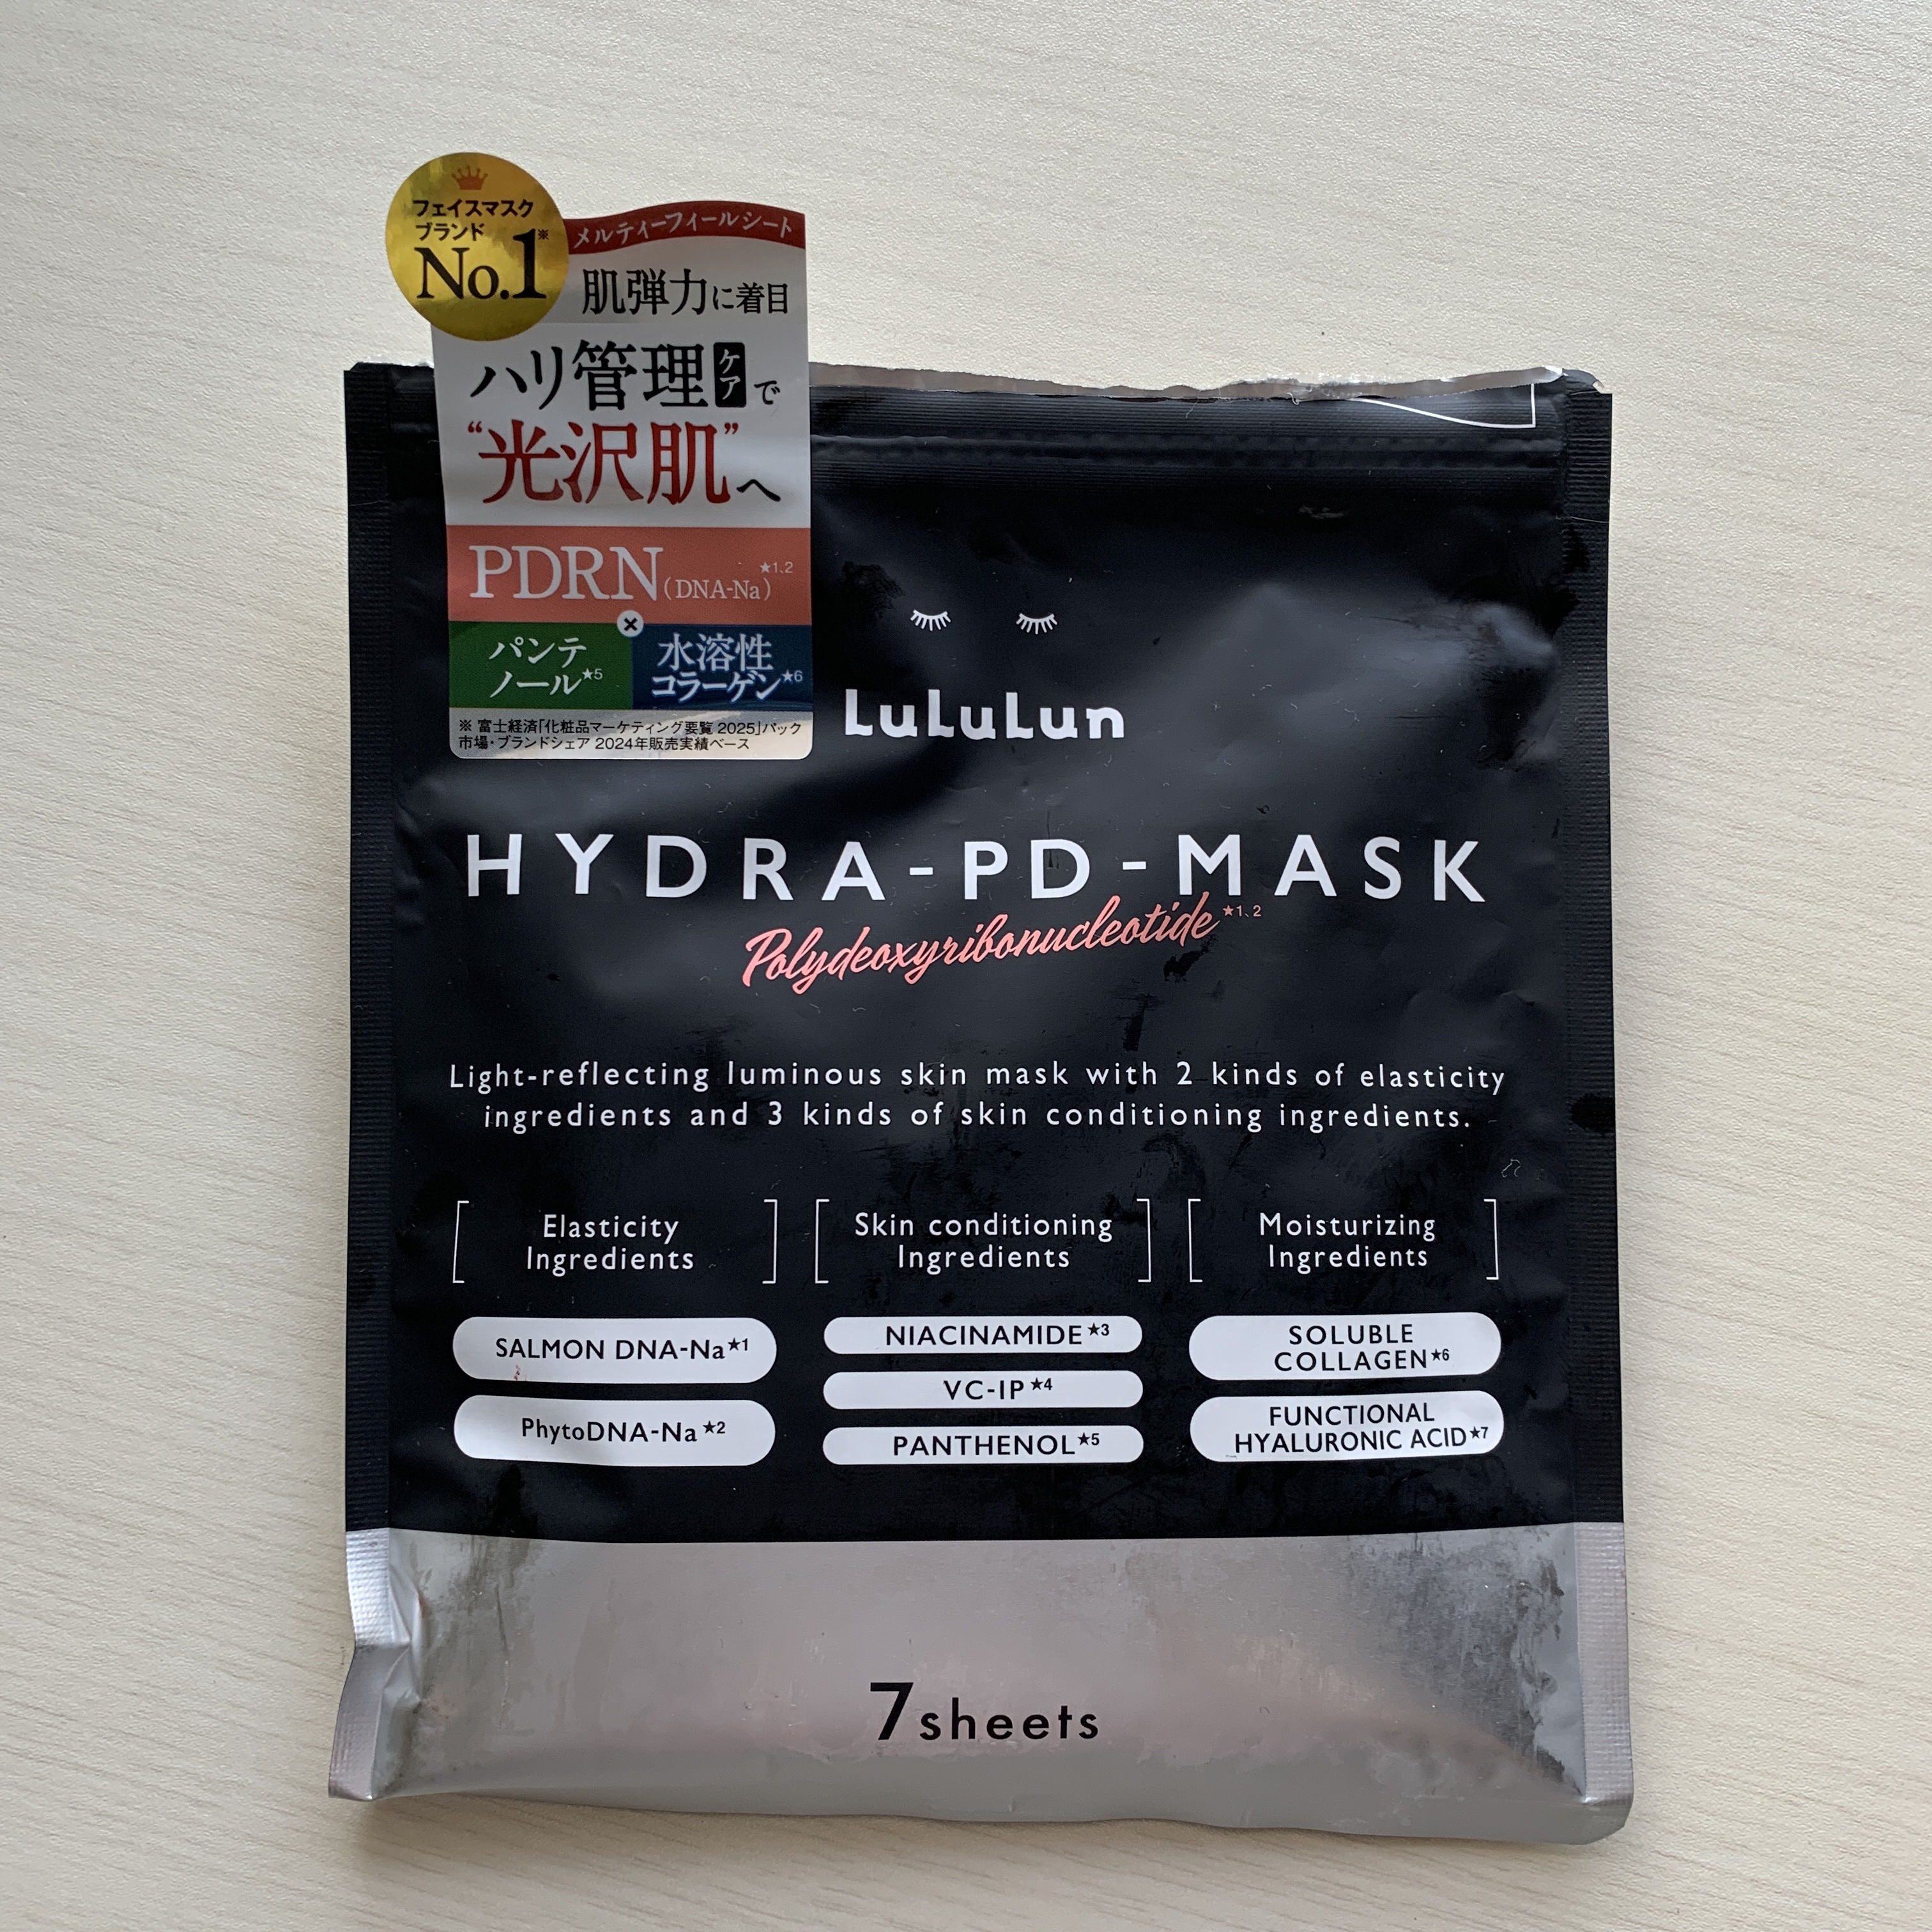 フェイスマスク
ブランド
No.1※
メルティーフィールシート
肌弾力に着目
ハリ管理ケアで
“光沢肌”へ
PDRN(DNA-Na)★1、2
×
パンテ
ノール★5
水溶性
コラーゲン★6
※ 富士経済「化粧品マーケティング要覧 2025」パック
市場・ブランドシェア 2024年販売実績ベース
LuLuLun
HYDRA-PD-MASK
Polydeoxyribonucleotide★1、2
Light-reflecting luminous skin mask with 2 kinds of elasticity
ingredients and 3 kinds of skin conditioning ingredients.
Elasticity
Ingredients
SALMON DNA-Na★1
PhytoDNA-Na★2
Skin conditioning
Ingredients
NIACINAMIDE★3
VC-IP★4
PANTHENOL★5
Moisturizing
Ingredients
SOLUBLE
COLLAGEN★6
FUNCTIONAL
HYALURONIC ACID★7
7sheets